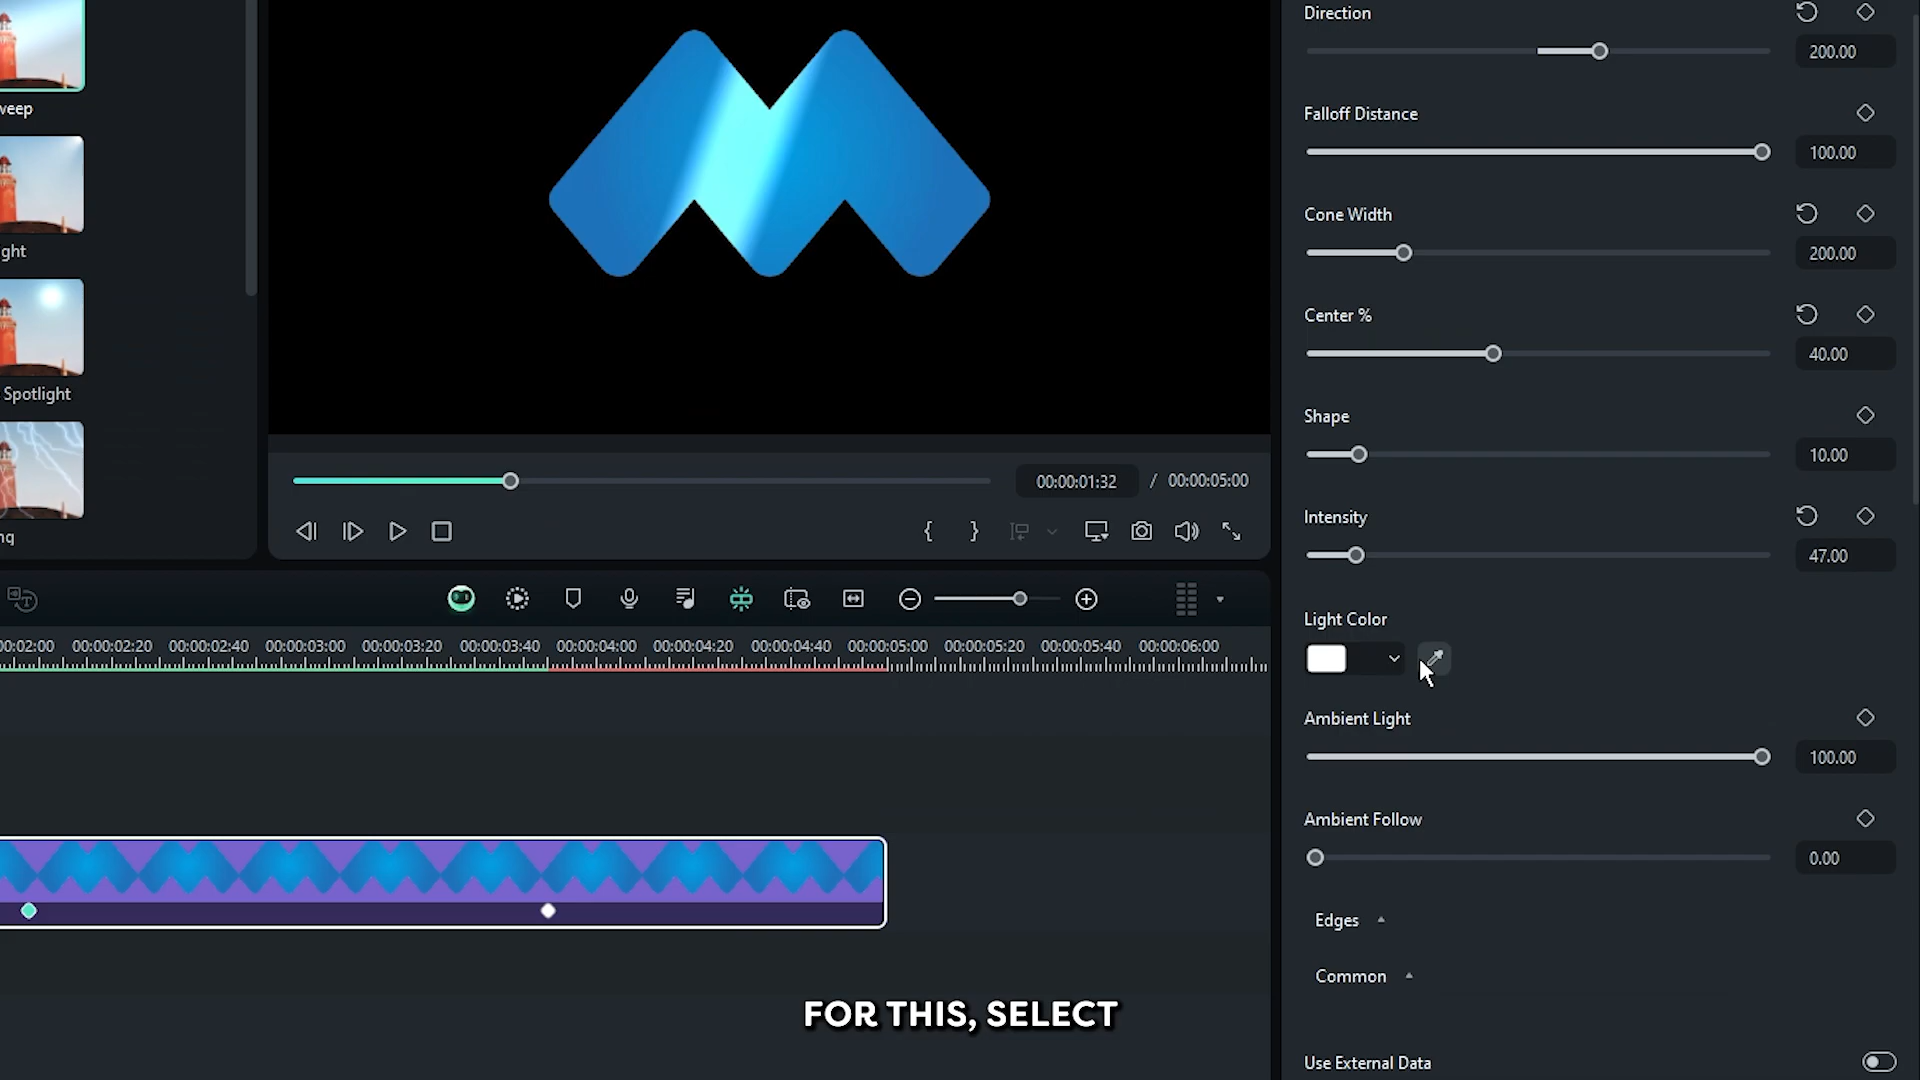 weep
ght
Spotlight
ng
00:00:01:32 / 00:00:05:00
{ }
00:02:00 00:00:02:20 00:00:02:40 00:00:03:00 00:00:03:20 00:00:03:40 00:00:04:00 00:00:04:20 00:00:04:40 00:00:05:00 00:00:05:20 00:00:05:40 00:00:06:00
FOR THIS, SELECT
Direction
200.00
Falloff Distance
100.00
Cone Width
200.00
Center %
40.00
Shape
10.00
Intensity
47.00
Light Color
Ambient Light
100.00
Ambient Follow
0.00
Edges
Common
Use External Data